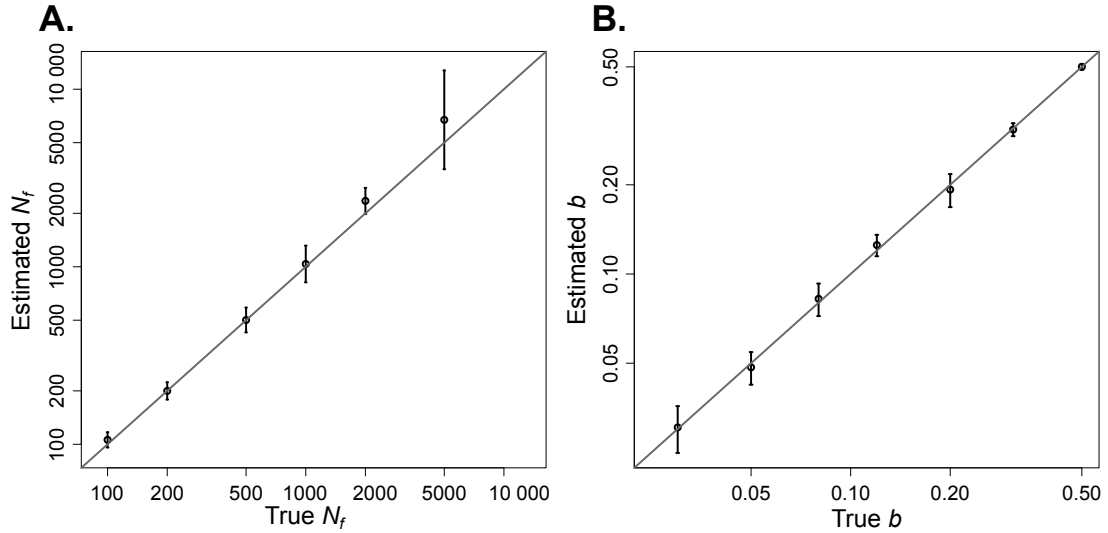 A.
Estimated N_f
10 000
5000
2000
1000
500
200
100
100 200 500 1000 2000 5000 10 000
True N_f
B.
Estimated b
0.50
0.20
0.10
0.05
0.05 0.10 0.20 0.50
True b